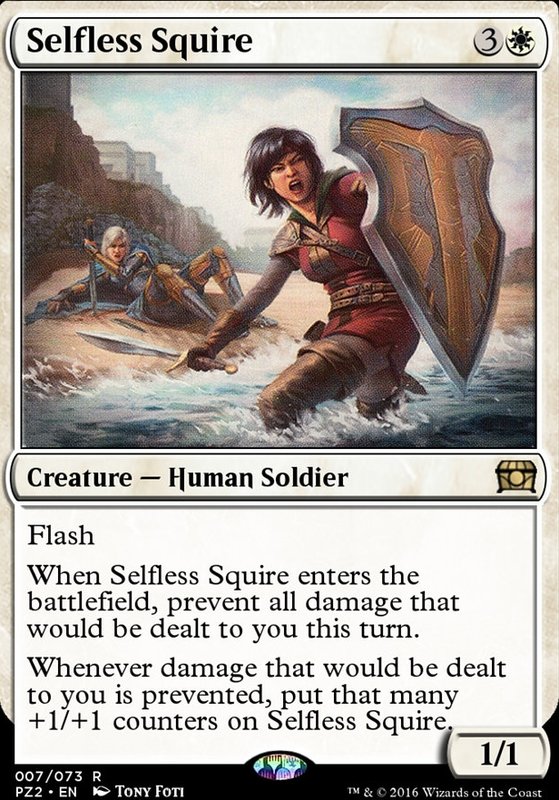 Selfless Squire 3
Creature — Human Soldier
Flash
When Selfless Squire enters the
battlefield, prevent all damage that
would be dealt to you this turn.
Whenever damage that would be dealt
to you is prevented, put that many
+1/+1 counters on Selfless Squire.
1/1
007/073 R
PZ2 • EN Tony Foti
™ & © 2016 Wizards of the Coast